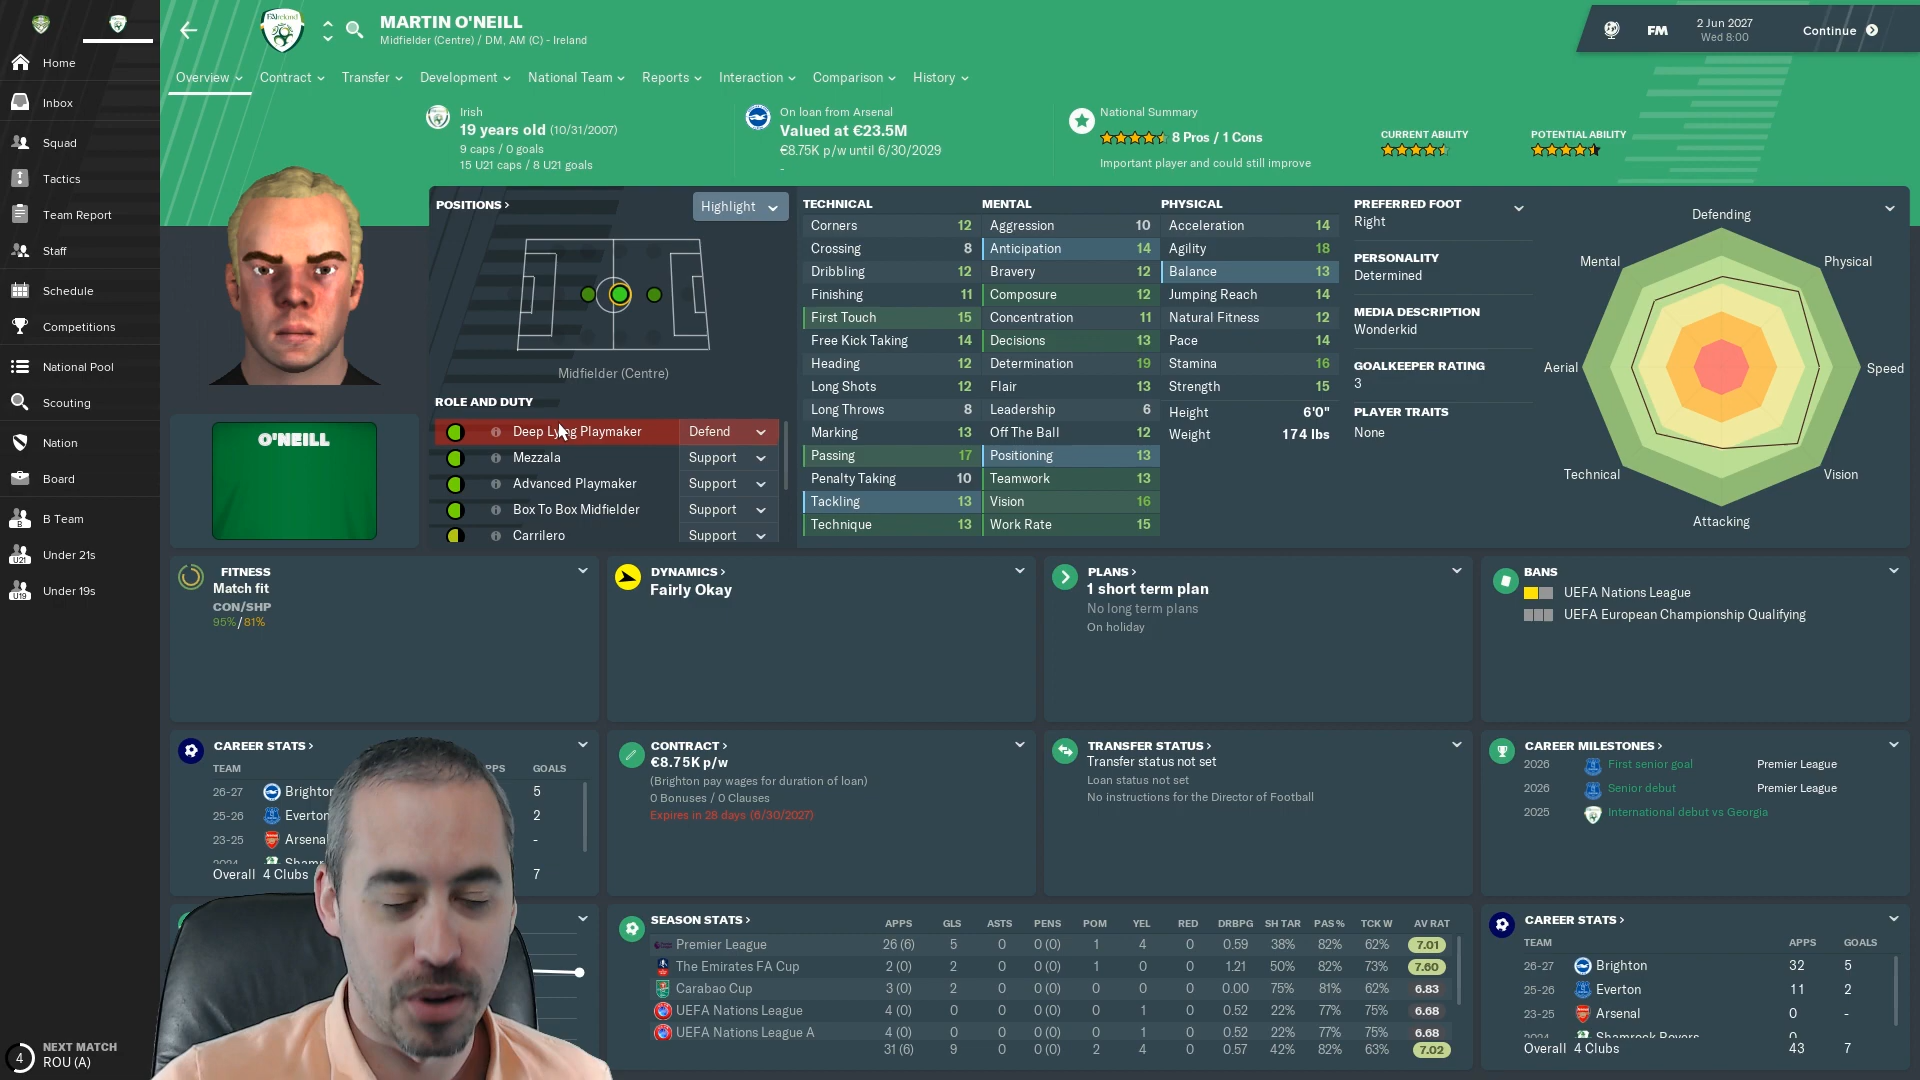 MARTIN O'NEILL
Midfielder (Centre) / DM, AM (C) - Ireland
FM
2 Jun 2027
Wed 8:00
Continue
Home
Inbox
Squad
Tactics
Team Report
Staff
Schedule
Competitions
National Pool
Scouting
Nation
Board
B Team
Under 21s
Under 19s
4
NEXT MATCH
ROU (A)
Overview Contract Transfer Development National Team Reports Interaction Comparison History
Irish
19 years old (10/31/2007)
9 caps / 0 goals
15 U21 caps / 8 U21 goals
On loan from Arsenal
Valued at €23.5M
€8.75K p/w until 6/30/2029
-
National Summary
8 Pros / 1 Cons
Important player and could still improve
CURRENT ABILITY
POTENTIAL ABILITY
O'NEILL
POSITIONS >
Highlight
Midfielder (Centre)
ROLE AND DUTY
Deep Lying Playmaker Defend
Mezzala Support
Advanced Playmaker Support
Box To Box Midfielder Support
Carrilero Support
TECHNICAL
Corners 12
Crossing 8
Dribbling 12
Finishing 11
First Touch 15
Free Kick Taking 14
Heading 12
Long Shots 12
Long Throws 8
Marking 13
Passing 17
Penalty Taking 10
Tackling 13
Technique 13
MENTAL
Aggression 10
Anticipation 14
Bravery 12
Composure 12
Concentration 11
Decisions 13
Determination 19
Flair 13
Leadership 6
Off The Ball 12
Positioning 13
Teamwork 13
Vision 16
Work Rate 15
PHYSICAL
Acceleration 14
Agility 18
Balance 13
Jumping Reach 14
Natural Fitness 12
Pace 14
Stamina 16
Strength 15
Height 6'0"
Weight 174 lbs
PREFERRED FOOT
Right
PERSONALITY
Determined
MEDIA DESCRIPTION
Wonderkid
GOALKEEPER RATING
3
PLAYER TRAITS
None
Defending
Mental
Physical
Aerial
Speed
Technical
Vision
Attacking
FITNESS
Match fit
CON/SHP
95% / 81%
DYNAMICS >
Fairly Okay
PLANS >
1 short term plan
No long term plans
On holiday
BANS
UEFA Nations League
UEFA European Championship Qualifying
CAREER STATS >
TEAM GOALS
26-27 Brighton 5
25-26 Everton 2
23-25 Arsenal -
Overall 4 Clubs 7
CONTRACT >
€8.75K p/w
(Brighton pay wages for duration of loan)
0 Bonuses / 0 Clauses
Expires in 28 days (6/30/2027)
TRANSFER STATUS >
Transfer status not set
Loan status not set
No instructions for the Director of Football
CAREER MILESTONES >
2026 First senior goal Premier League
2026 Senior debut Premier League
2025 International debut vs Georgia
SEASON STATS > APPS GLS ASTS PENS POM YEL RED DRBPG SH TAR PAS % TCK W AV RAT
Premier League 26 (6) 5 0 0 (0) 1 4 0 0.59 38% 82% 62% 7.01
The Emirates FA Cup 2 (0) 2 0 0 (0) 1 0 0 1.21 50% 82% 73% 7.60
Carabao Cup 3 (0) 2 0 0 (0) 0 0 0 0.00 75% 81% 62% 6.83
UEFA Nations League 4 (0) 0 0 0 (0) 0 1 0 0.52 22% 77% 75% 6.68
UEFA Nations League A 4 (0) 0 0 0 (0) 0 1 0 0.52 22% 77% 75% 6.68
31 (6) 9 0 0 (0) 2 4 0 0.57 42% 82% 63% 7.02
CAREER STATS >
TEAM APPS GOALS
26-27 Brighton 32 5
25-26 Everton 11 2
23-25 Arsenal 0 -
2024 Shamrock Rovers 0
Overall 4 Clubs 43 7